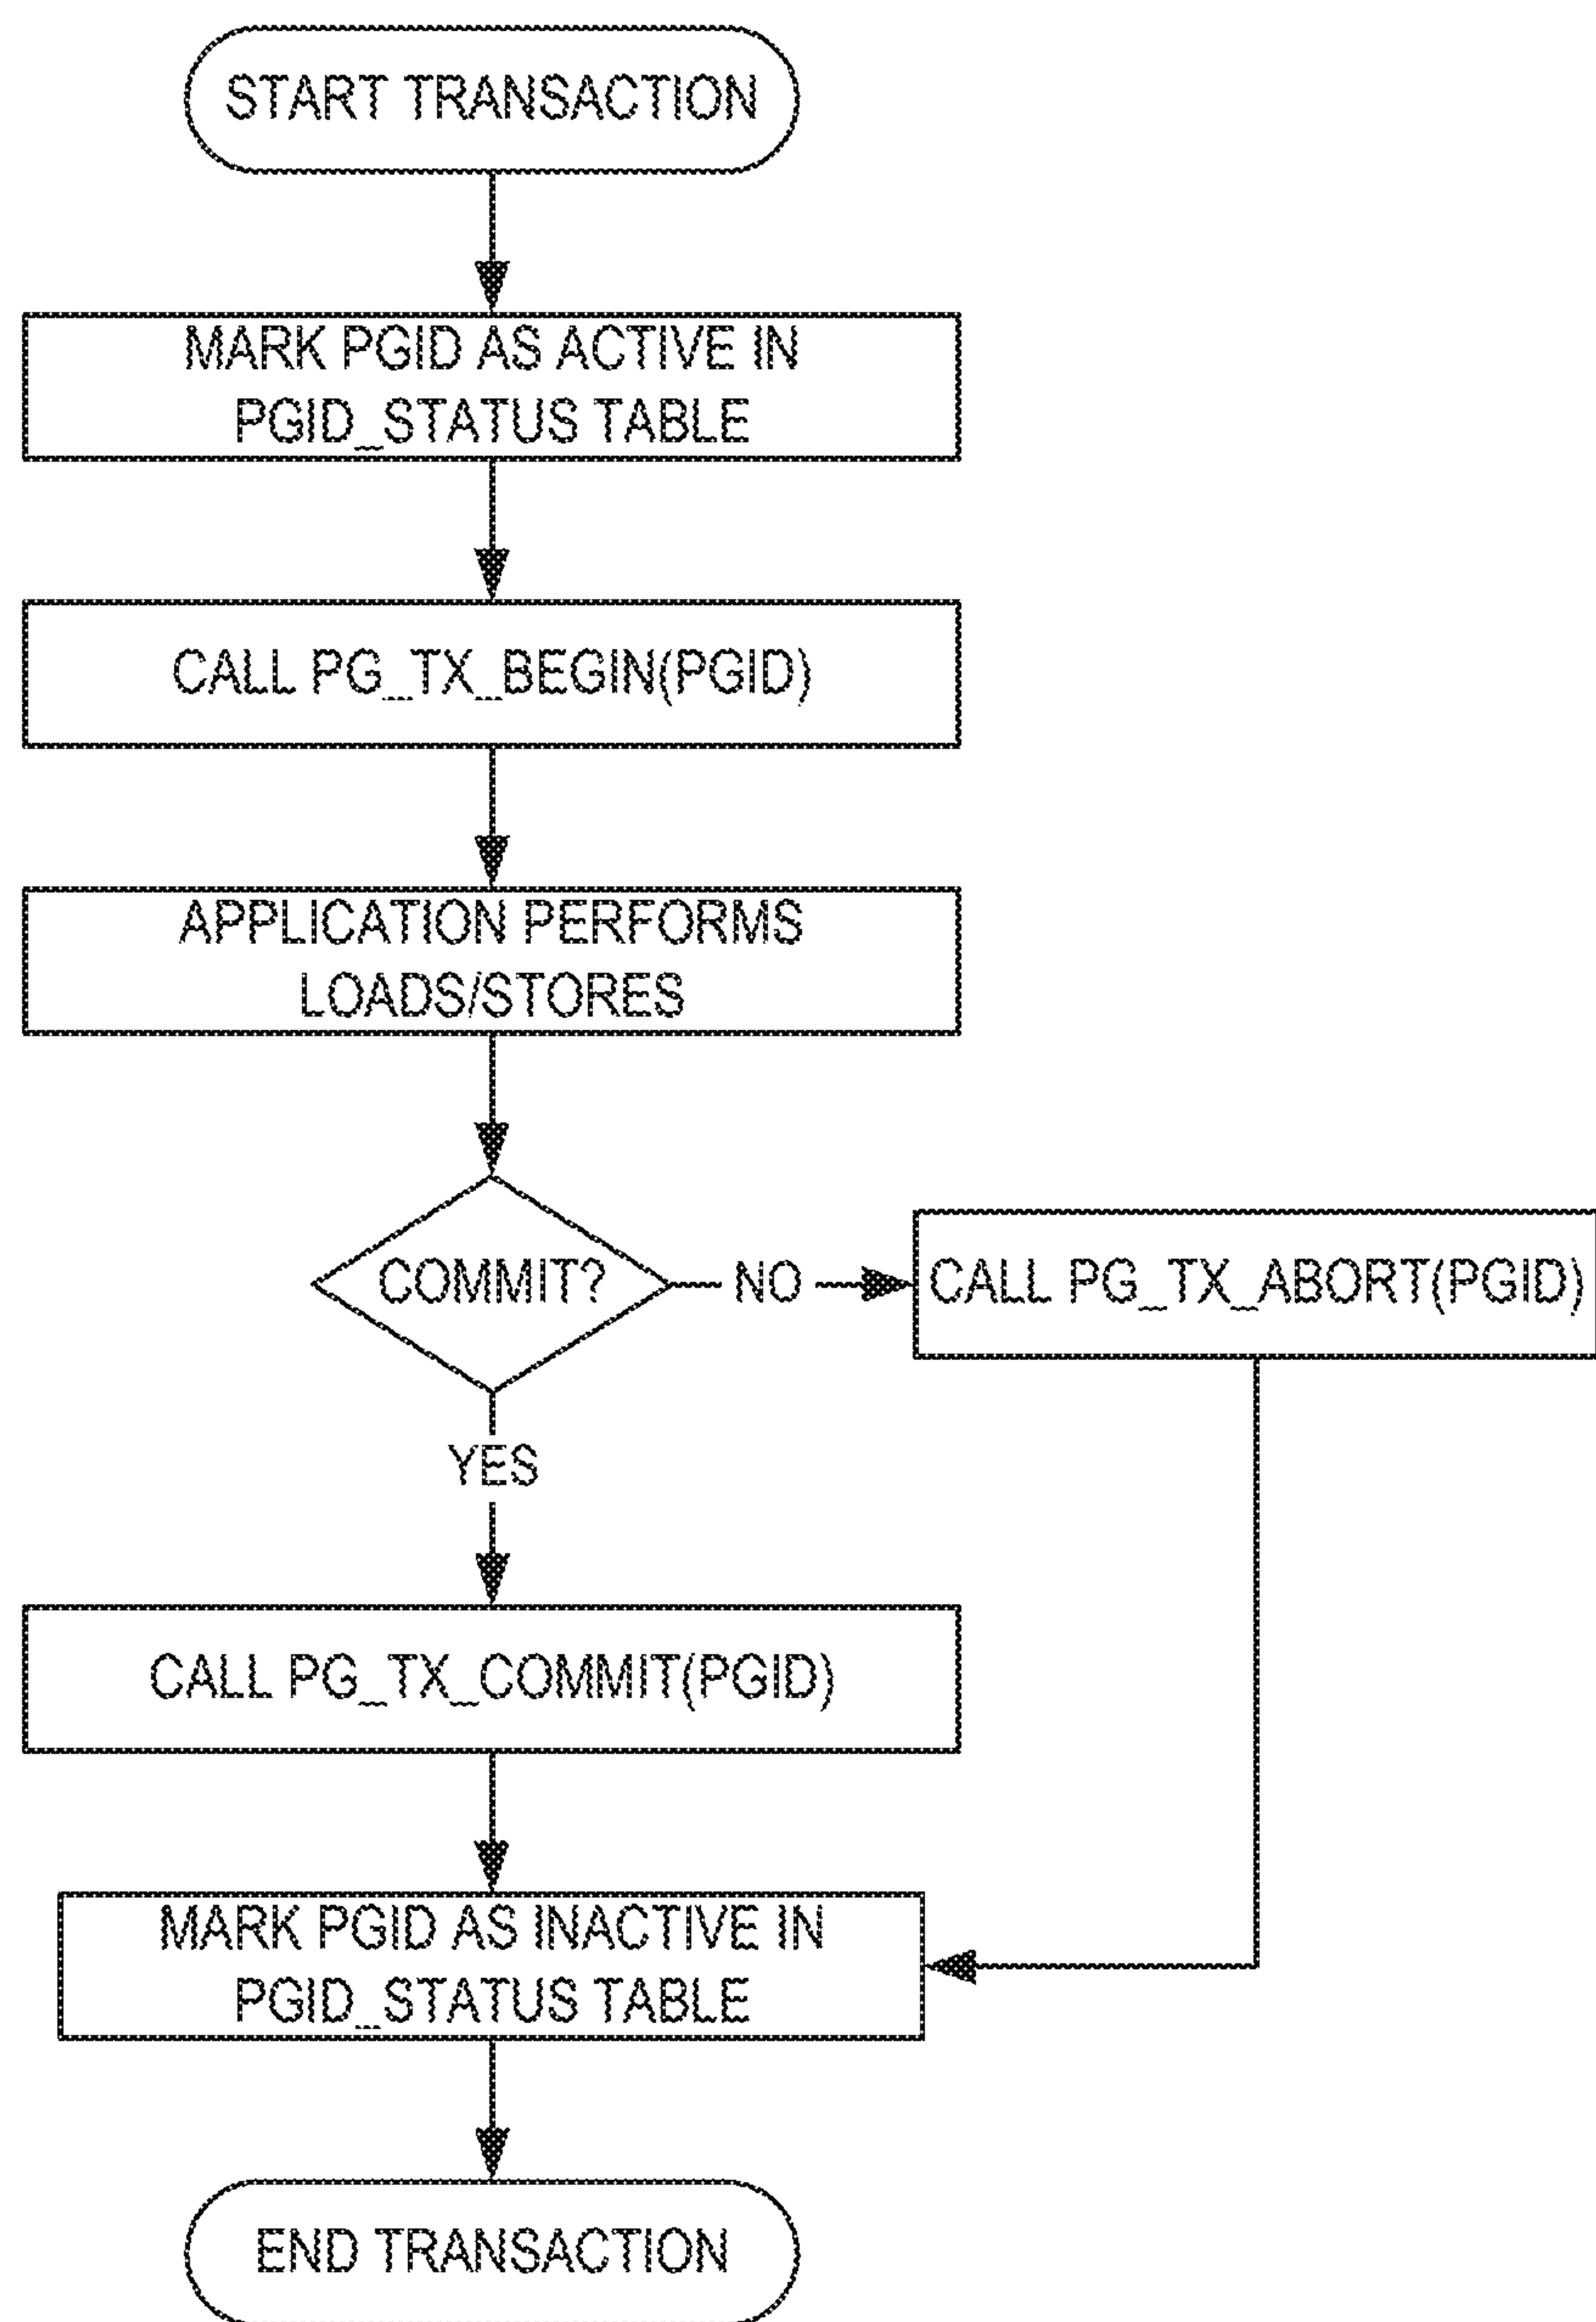 START TRANSACTION
MARK PGID AS ACTIVE IN
PGID_STATUS TABLE
CALL PG_TX_BEGIN(PGID)
APPLICATION PERFORMS
LOADS/STORES
COMMIT?
NO
CALL PG_TX_ABORT(PGID)
YES
CALL PG_TX_COMMIT(PGID)
MARK PGID AS INACTIVE IN
PGID_STATUS TABLE
END TRANSACTION